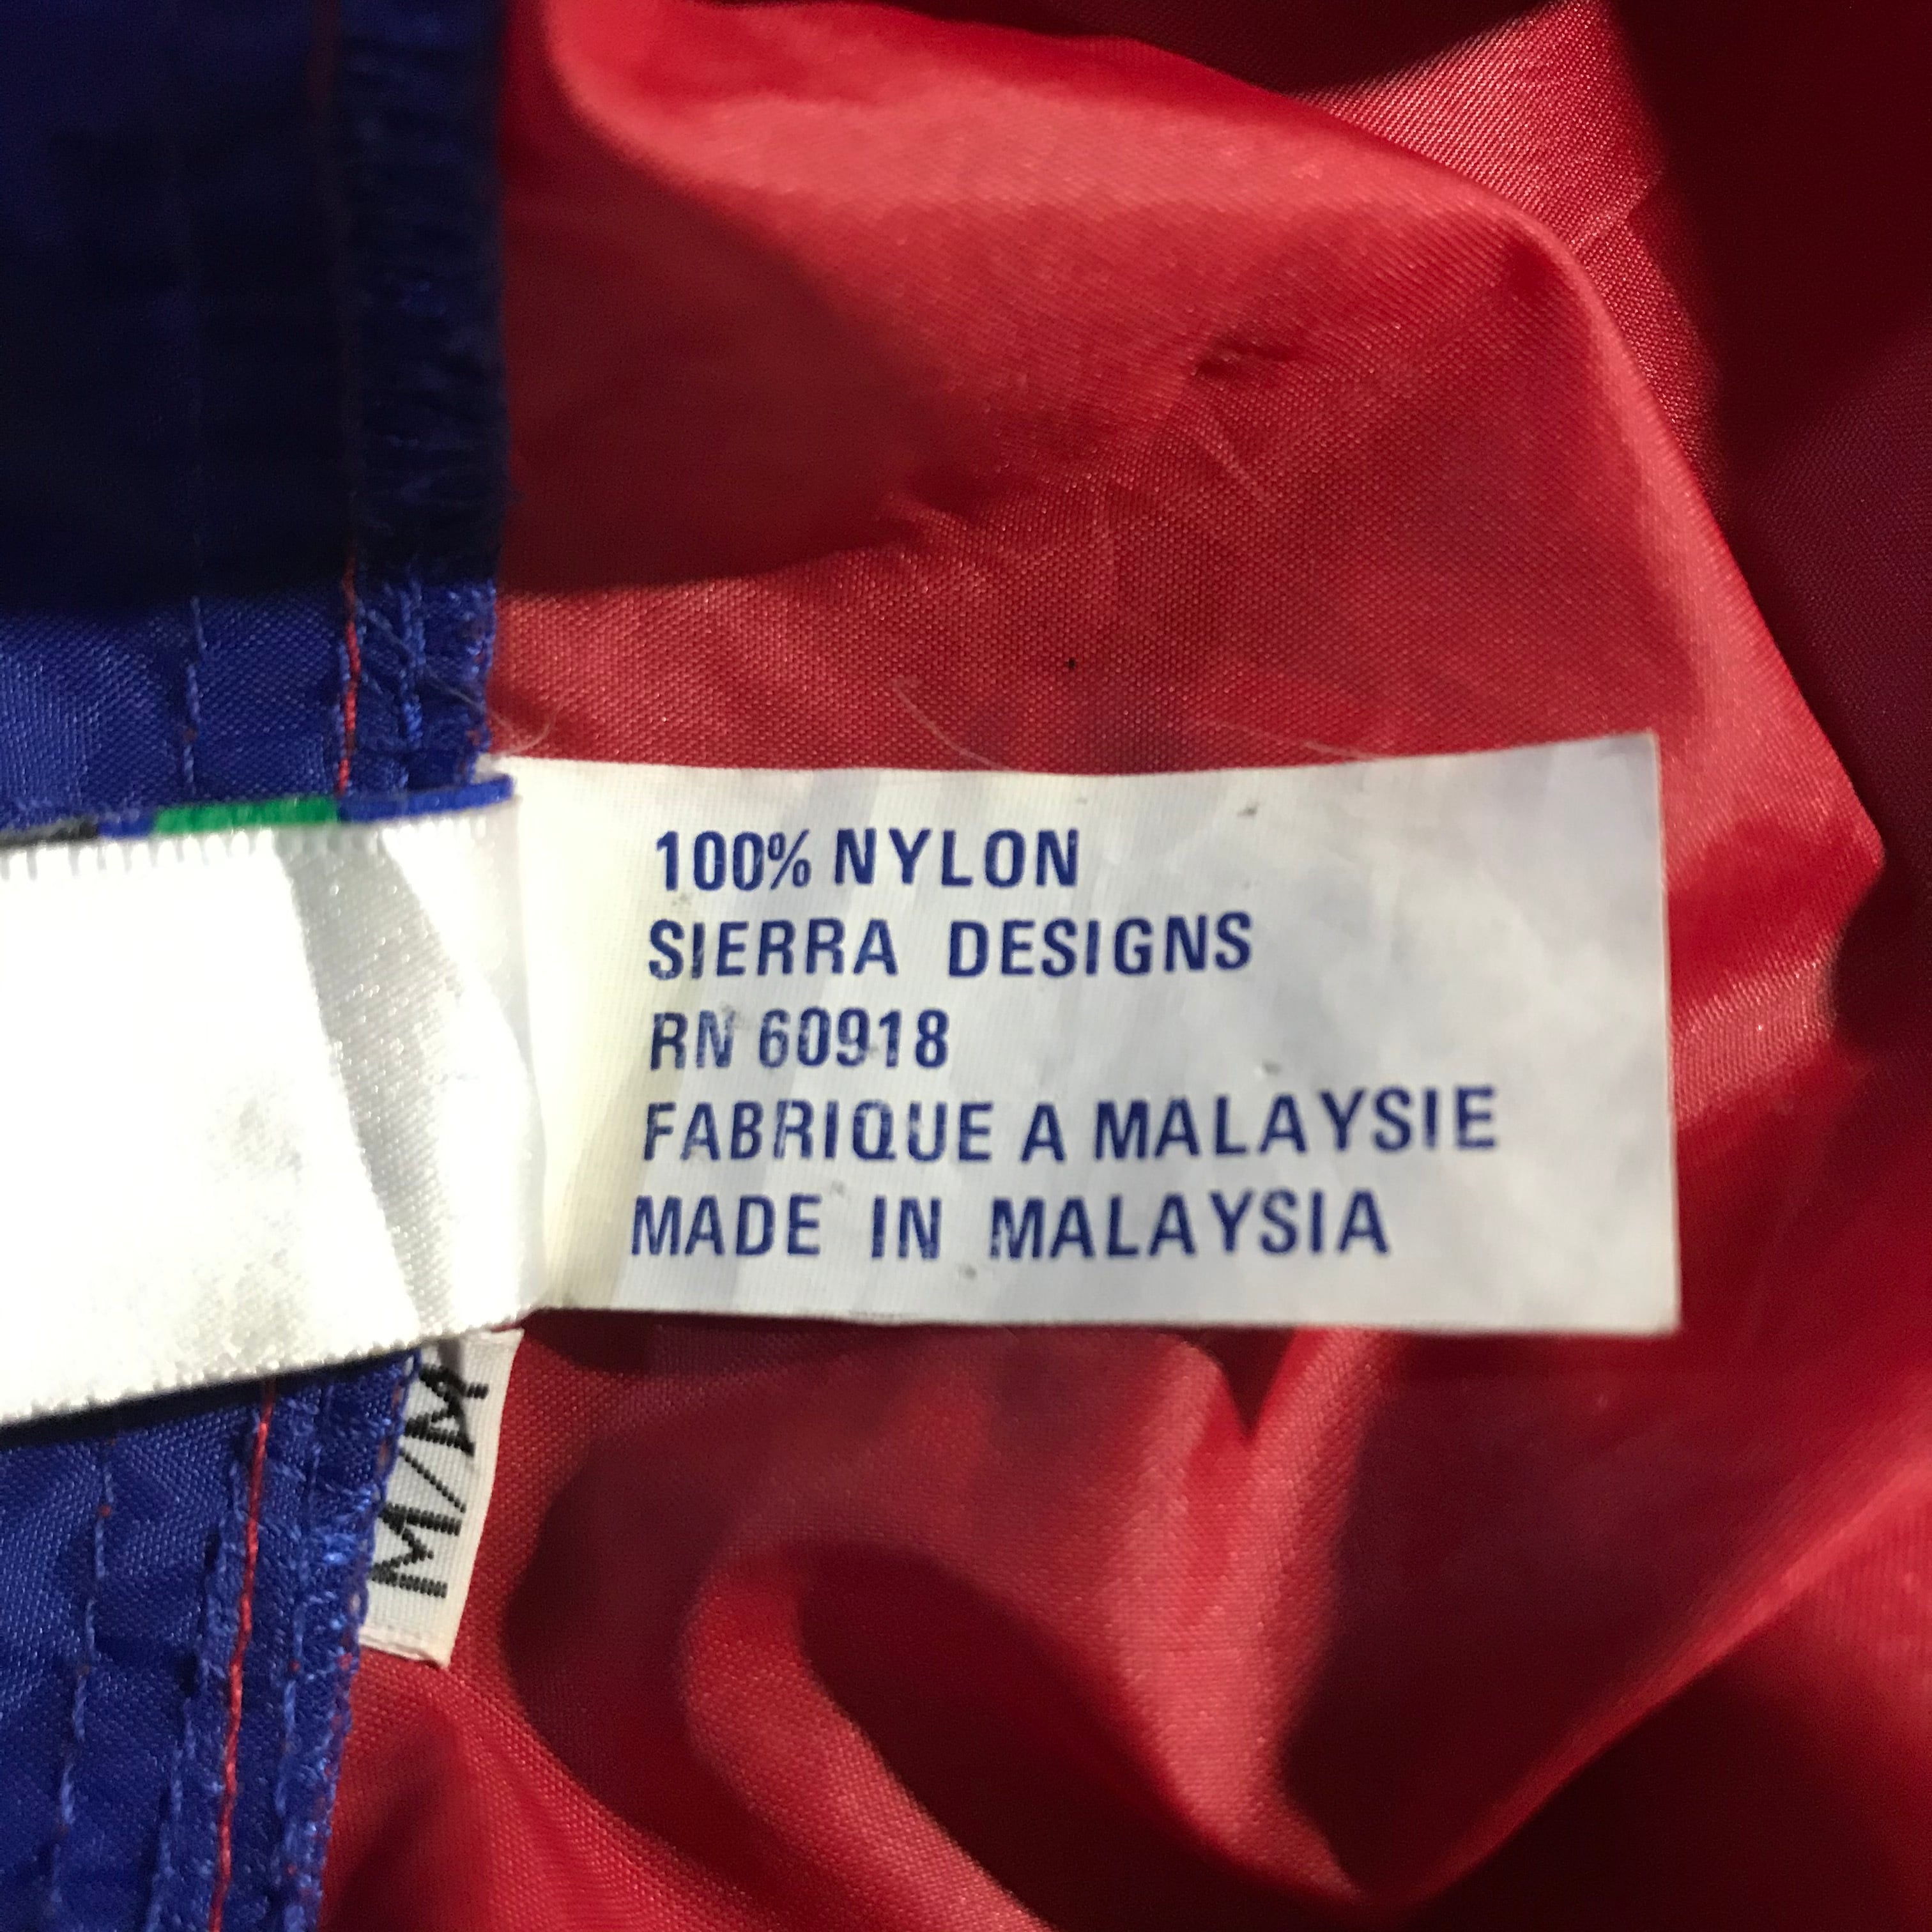 100% NYLON
SIERRA DESIGNS
RN 60918
FABRIQUE A MALAYSIE
MADE IN MALAYSIA
M/M